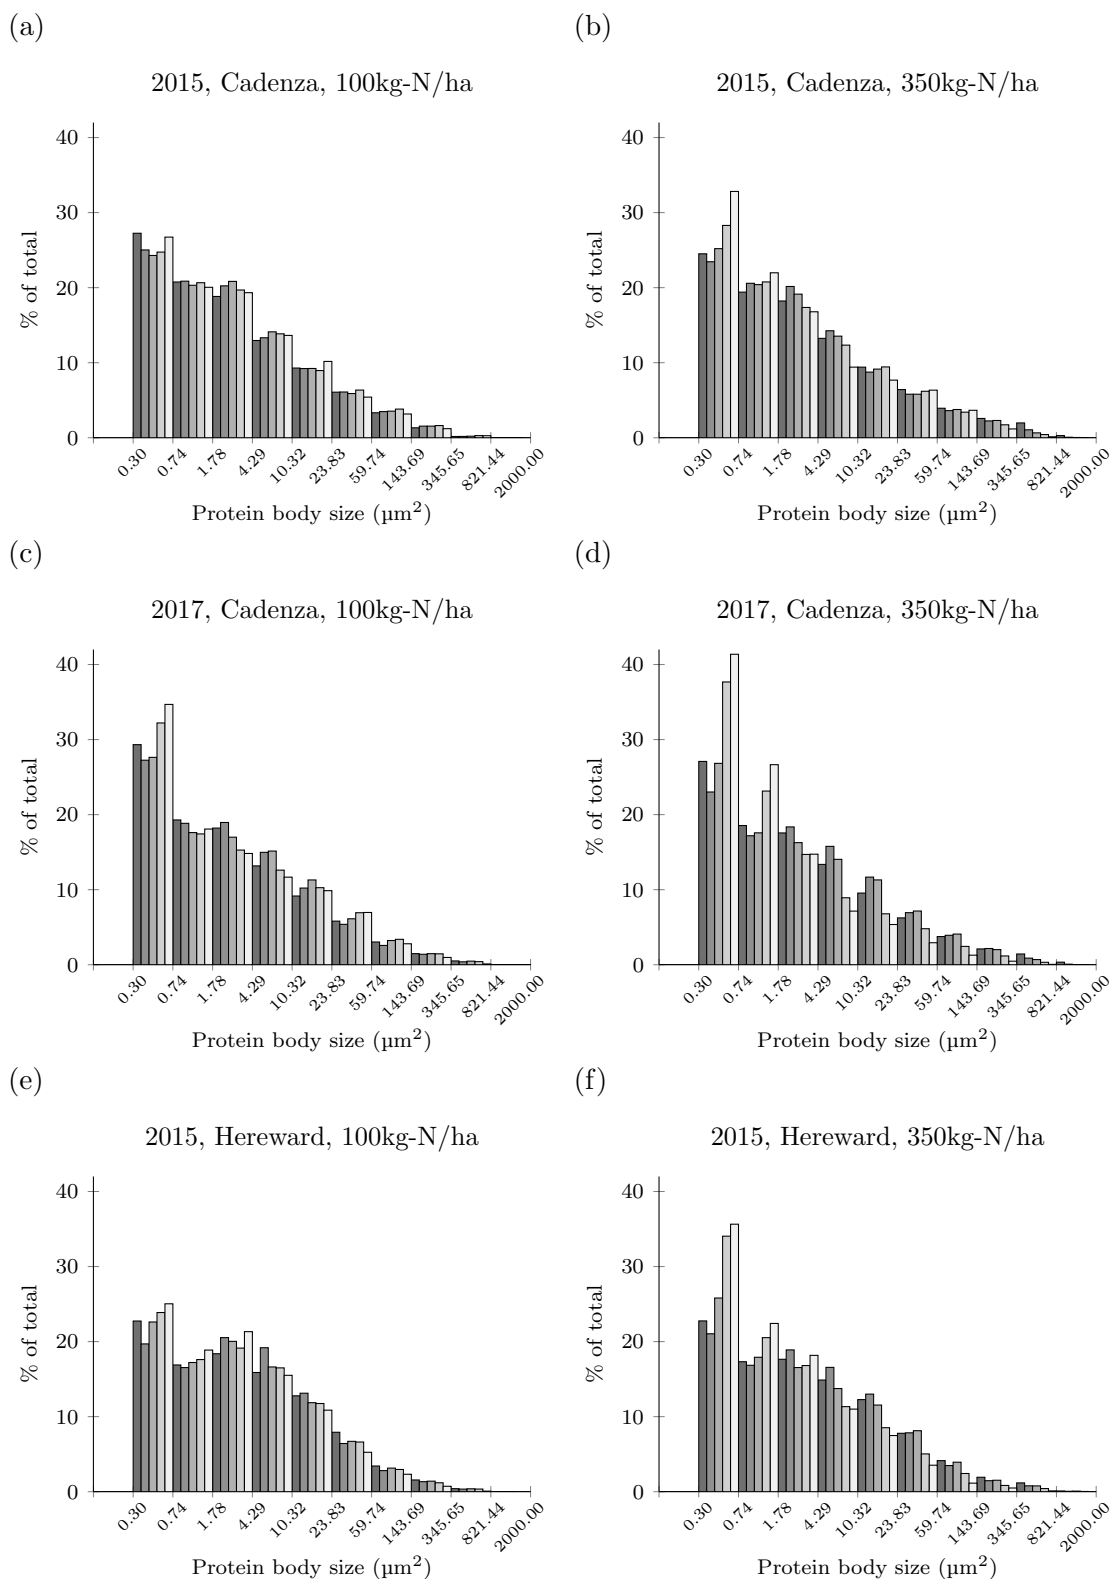 (a)
2015, Cadenza, 100kg-N/ha
40
30
20
10
0
% of total
0.30 0.74 1.78 4.29 10.32 23.83 59.74 143.69 345.65 821.44 2000.00
Protein body size (µm²)
(b)
2015, Cadenza, 350kg-N/ha
40
30
20
10
0
% of total
0.30 0.74 1.78 4.29 10.32 23.83 59.74 143.69 345.65 821.44 2000.00
Protein body size (µm²)
(c)
2017, Cadenza, 100kg-N/ha
40
30
20
10
0
% of total
0.30 0.74 1.78 4.29 10.32 23.83 59.74 143.69 345.65 821.44 2000.00
Protein body size (µm²)
(d)
2017, Cadenza, 350kg-N/ha
40
30
20
10
0
% of total
0.30 0.74 1.78 4.29 10.32 23.83 59.74 143.69 345.65 821.44 2000.00
Protein body size (µm²)
(e)
2015, Hereward, 100kg-N/ha
40
30
20
10
0
% of total
0.30 0.74 1.78 4.29 10.32 23.83 59.74 143.69 345.65 821.44 2000.00
Protein body size (µm²)
(f)
2015, Hereward, 350kg-N/ha
40
30
20
10
0
% of total
0.30 0.74 1.78 4.29 10.32 23.83 59.74 143.69 345.65 821.44 2000.00
Protein body size (µm²)